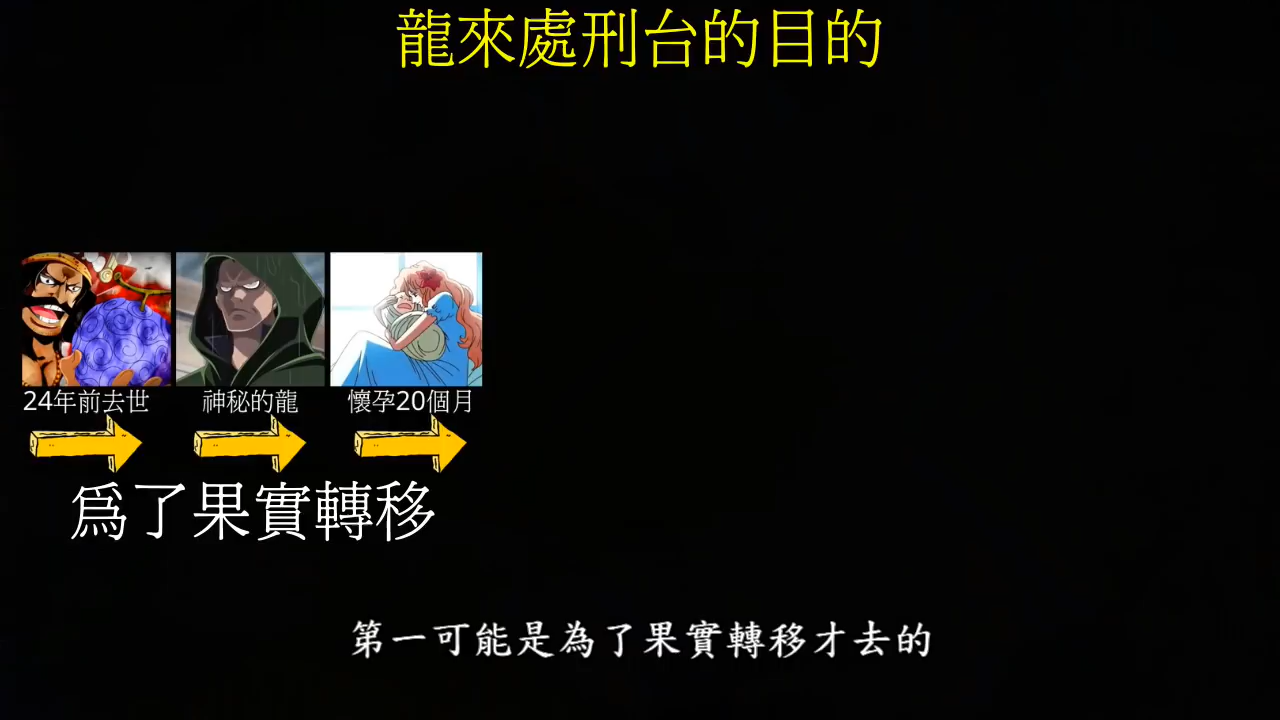 龍來處刑台的目的
24年前去世
神秘的龍
懷孕20個月
爲了果實轉移
第一可能是為了果實轉移才去的